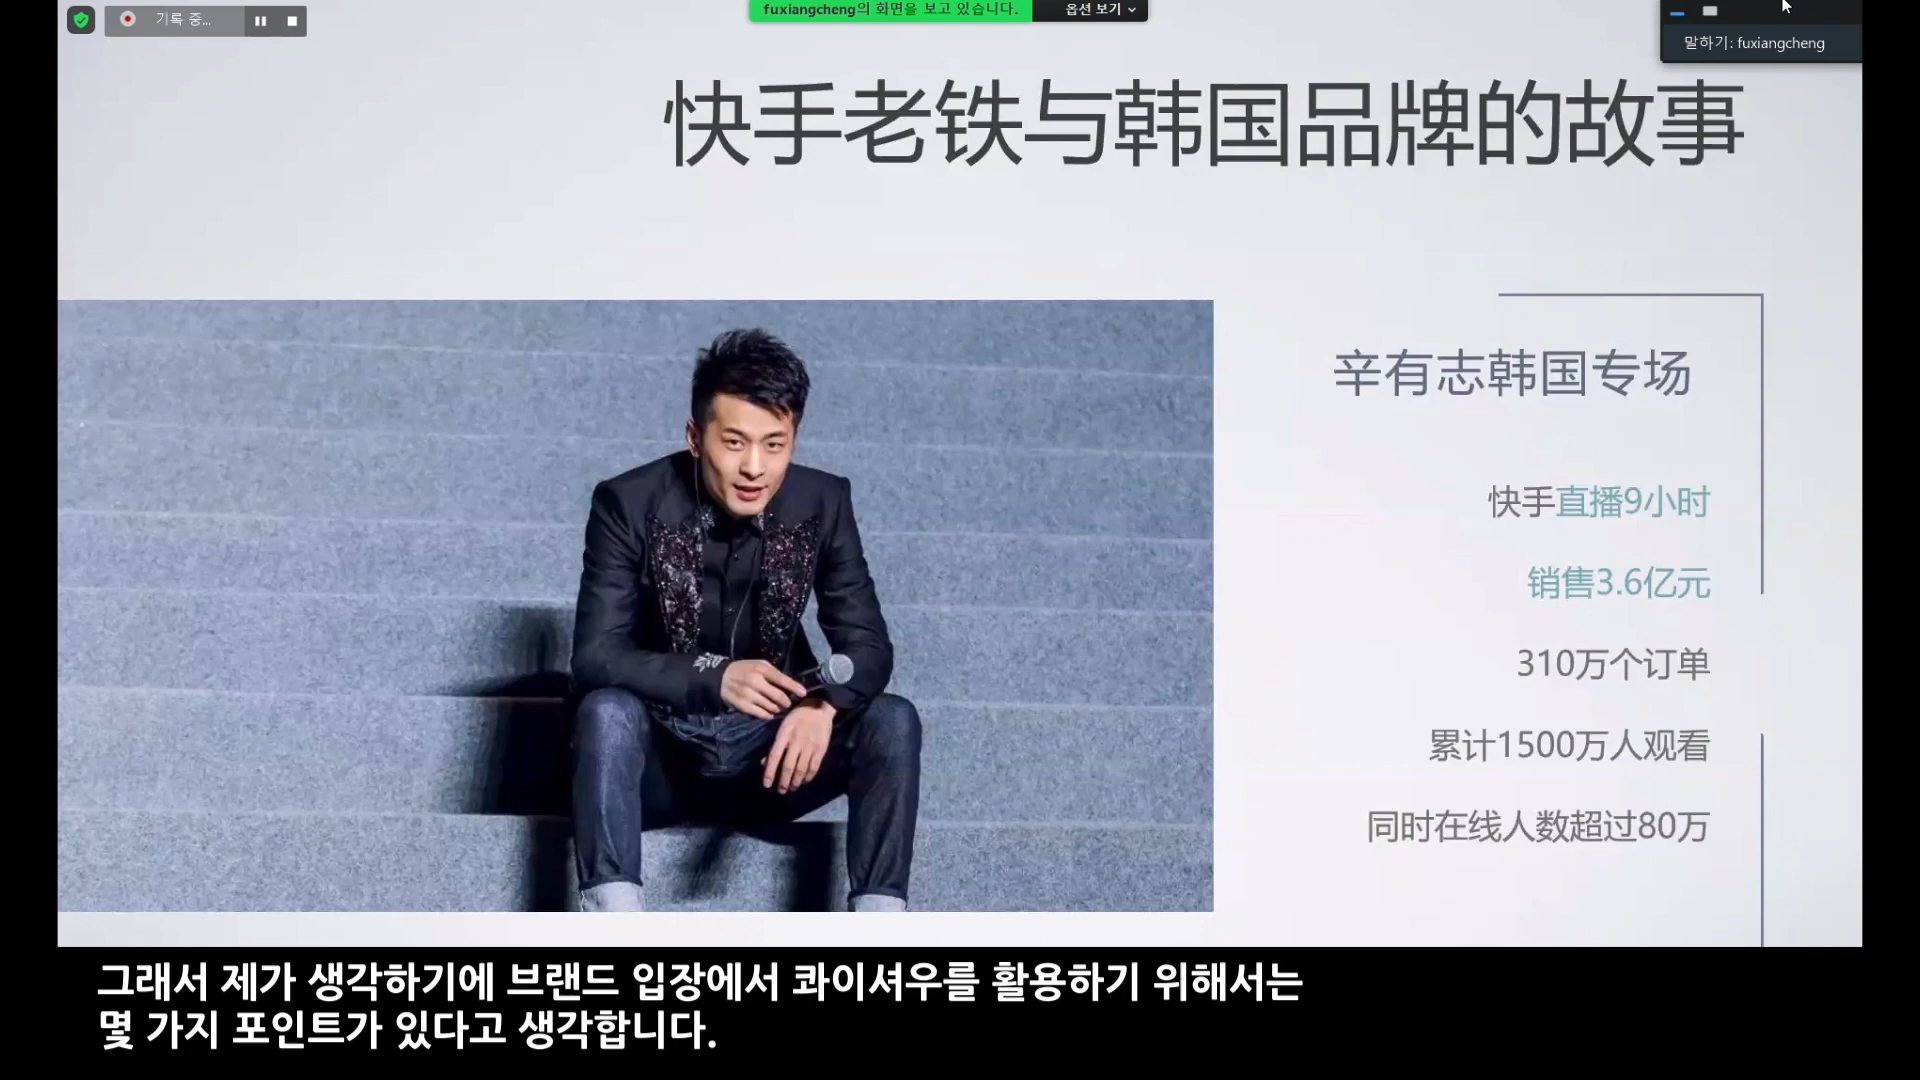 기록 중...
fuxiangcheng의 화면을 보고 있습니다. 옵션 보기
말하기: fuxiangcheng
快手老铁与韩国品牌的故事
辛有志韩国专场
快手直播9小时
销售3.6亿元
310万个订单
累计1500万人观看
同时在线人数超过80万
그래서 제가 생각하기에 브랜드 입장에서 콰이셔우를 활용하기 위해서는
몇 가지 포인트가 있다고 생각합니다.